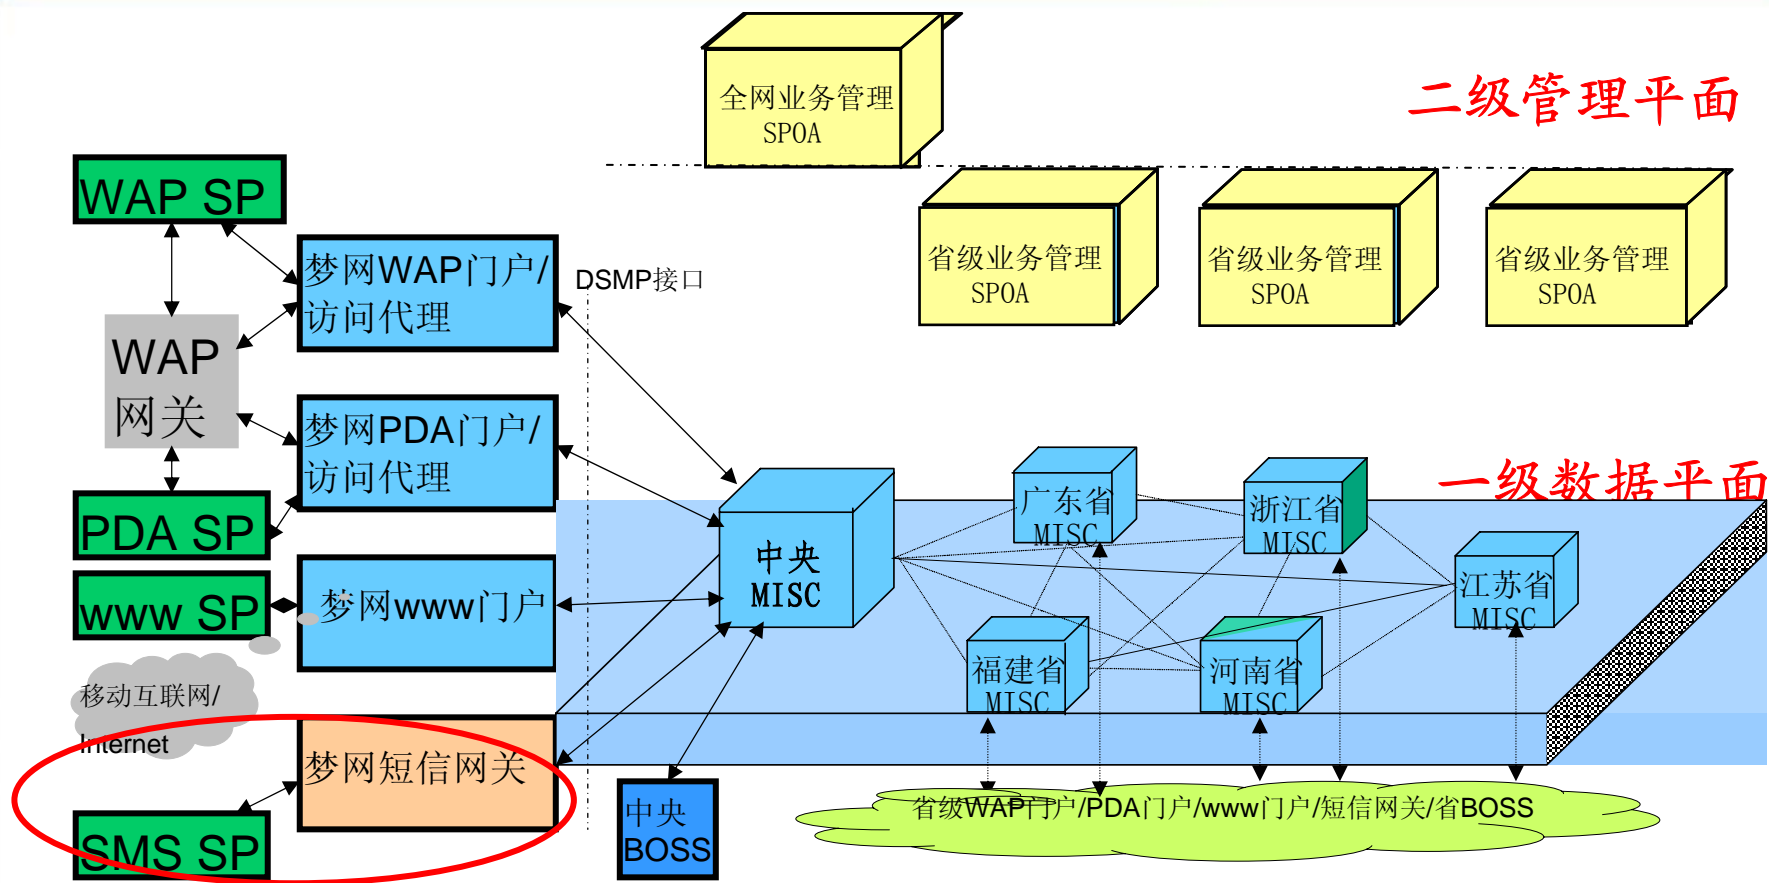 全网业务管理
SPOA
二级管理平面
WAP SP
梦网WAP门户/
访问代理
DSMP接口
省级业务管理
SPOA
省级业务管理
SPOA
省级业务管理
SPOA
WAP
网关
梦网PDA门户/
访问代理
一级数据平面
PDA SP
中央
MISC
广东省
MISC
浙江省
MISC
江苏省
MISC
www SP
梦网www门户
福建省
MISC
河南省
MISC
移动互联网/
Internet
梦网短信网关
SMS SP
中央
BOSS
省级WAP门户/PDA门户/www门户/短信网关/省BOSS